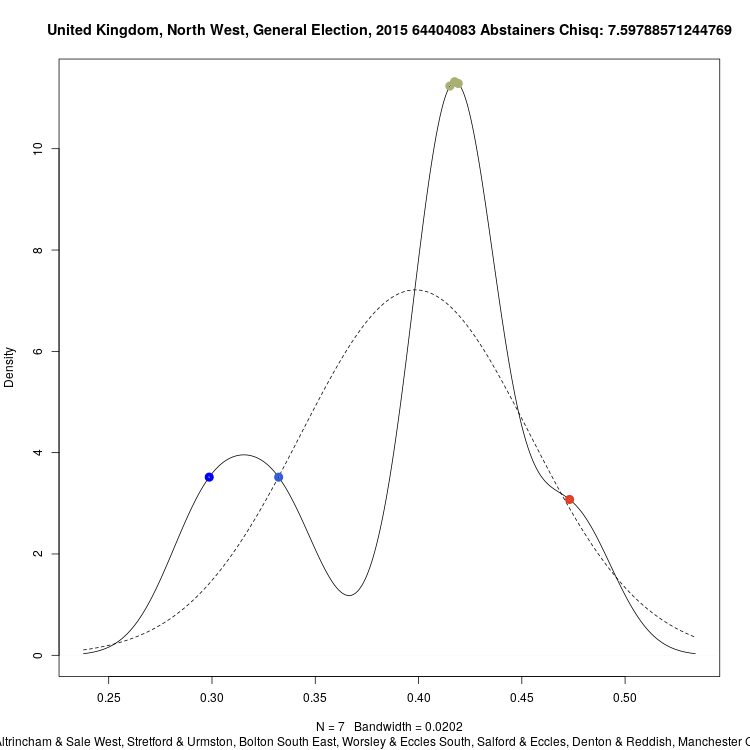 United Kingdom, North West, General Election, 2015 64404083 Abstainers Chisq: 7.59788571244769
Density
10
8
6
4
2
0
0.25 0.30 0.35 0.40 0.45 0.50
N = 7 Bandwidth = 0.0202
ltrincham & Sale West, Stretford & Urmston, Bolton South East, Worsley & Eccles South, Salford & Eccles, Denton & Reddish, Manchester